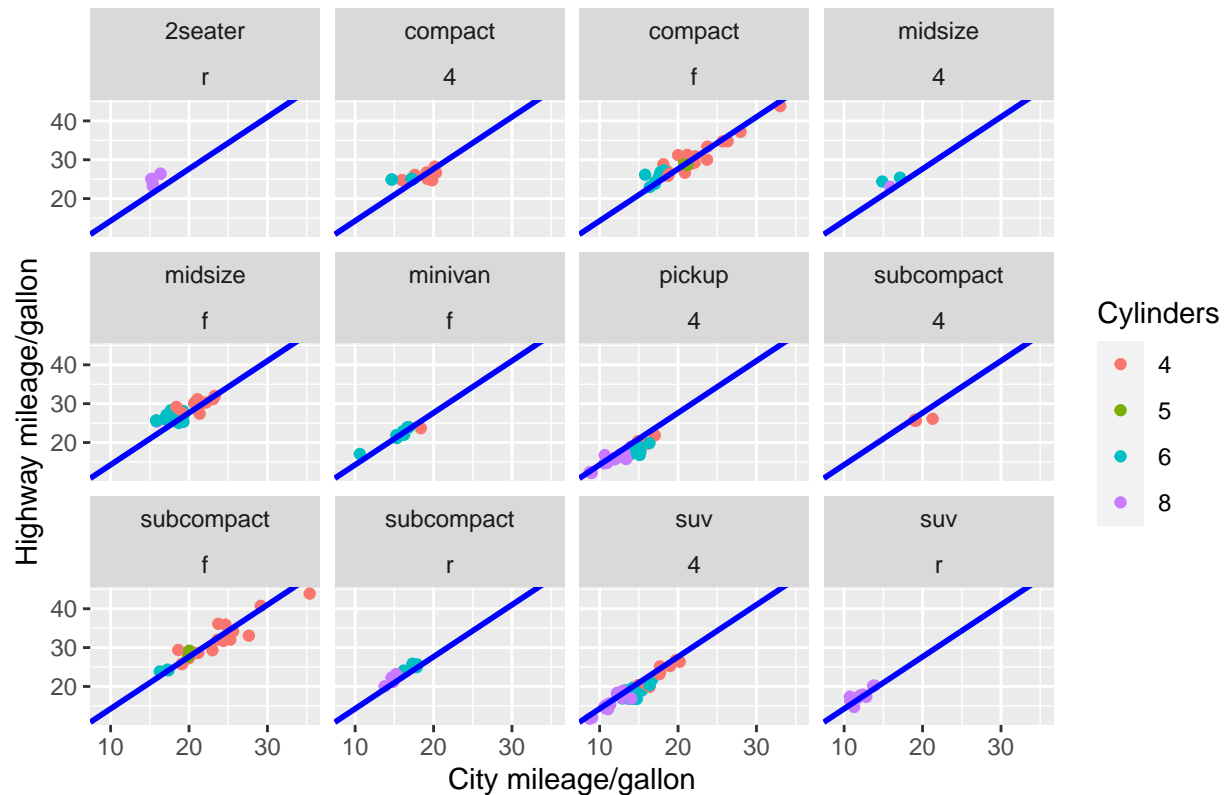 2seater
r
compact
4
compact
f
midsize
4
40
30
20
midsize
f
minivan
f
pickup
4
subcompact
4
40
30
20
subcompact
f
subcompact
r
suv
4
suv
r
40
30
20
10 20 30
10 20 30
10 20 30
10 20 30
City mileage/gallon
Highway mileage/gallon
Cylinders
4
5
6
8